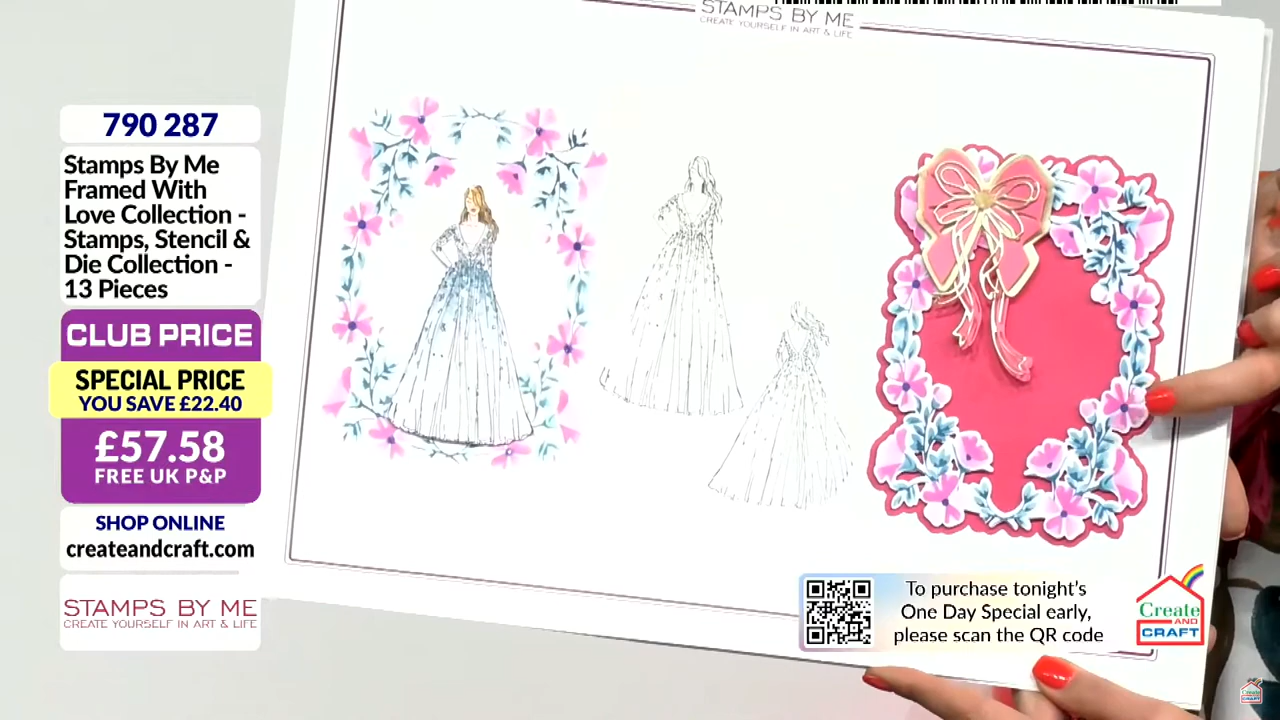 STAMPS BY ME
CREATE YOURSELF IN ART & LIFE
790 287
Stamps By Me
Framed With
Love Collection -
Stamps, Stencil &
Die Collection -
13 Pieces
CLUB PRICE
SPECIAL PRICE
YOU SAVE £22.40
£57.58
FREE UK P&P
SHOP ONLINE
createandcraft.com
STAMPS BY ME
CREATE YOURSELF IN ART & LIFE
To purchase tonight's
One Day Special early,
please scan the QR code
Create
AND
CRAFT